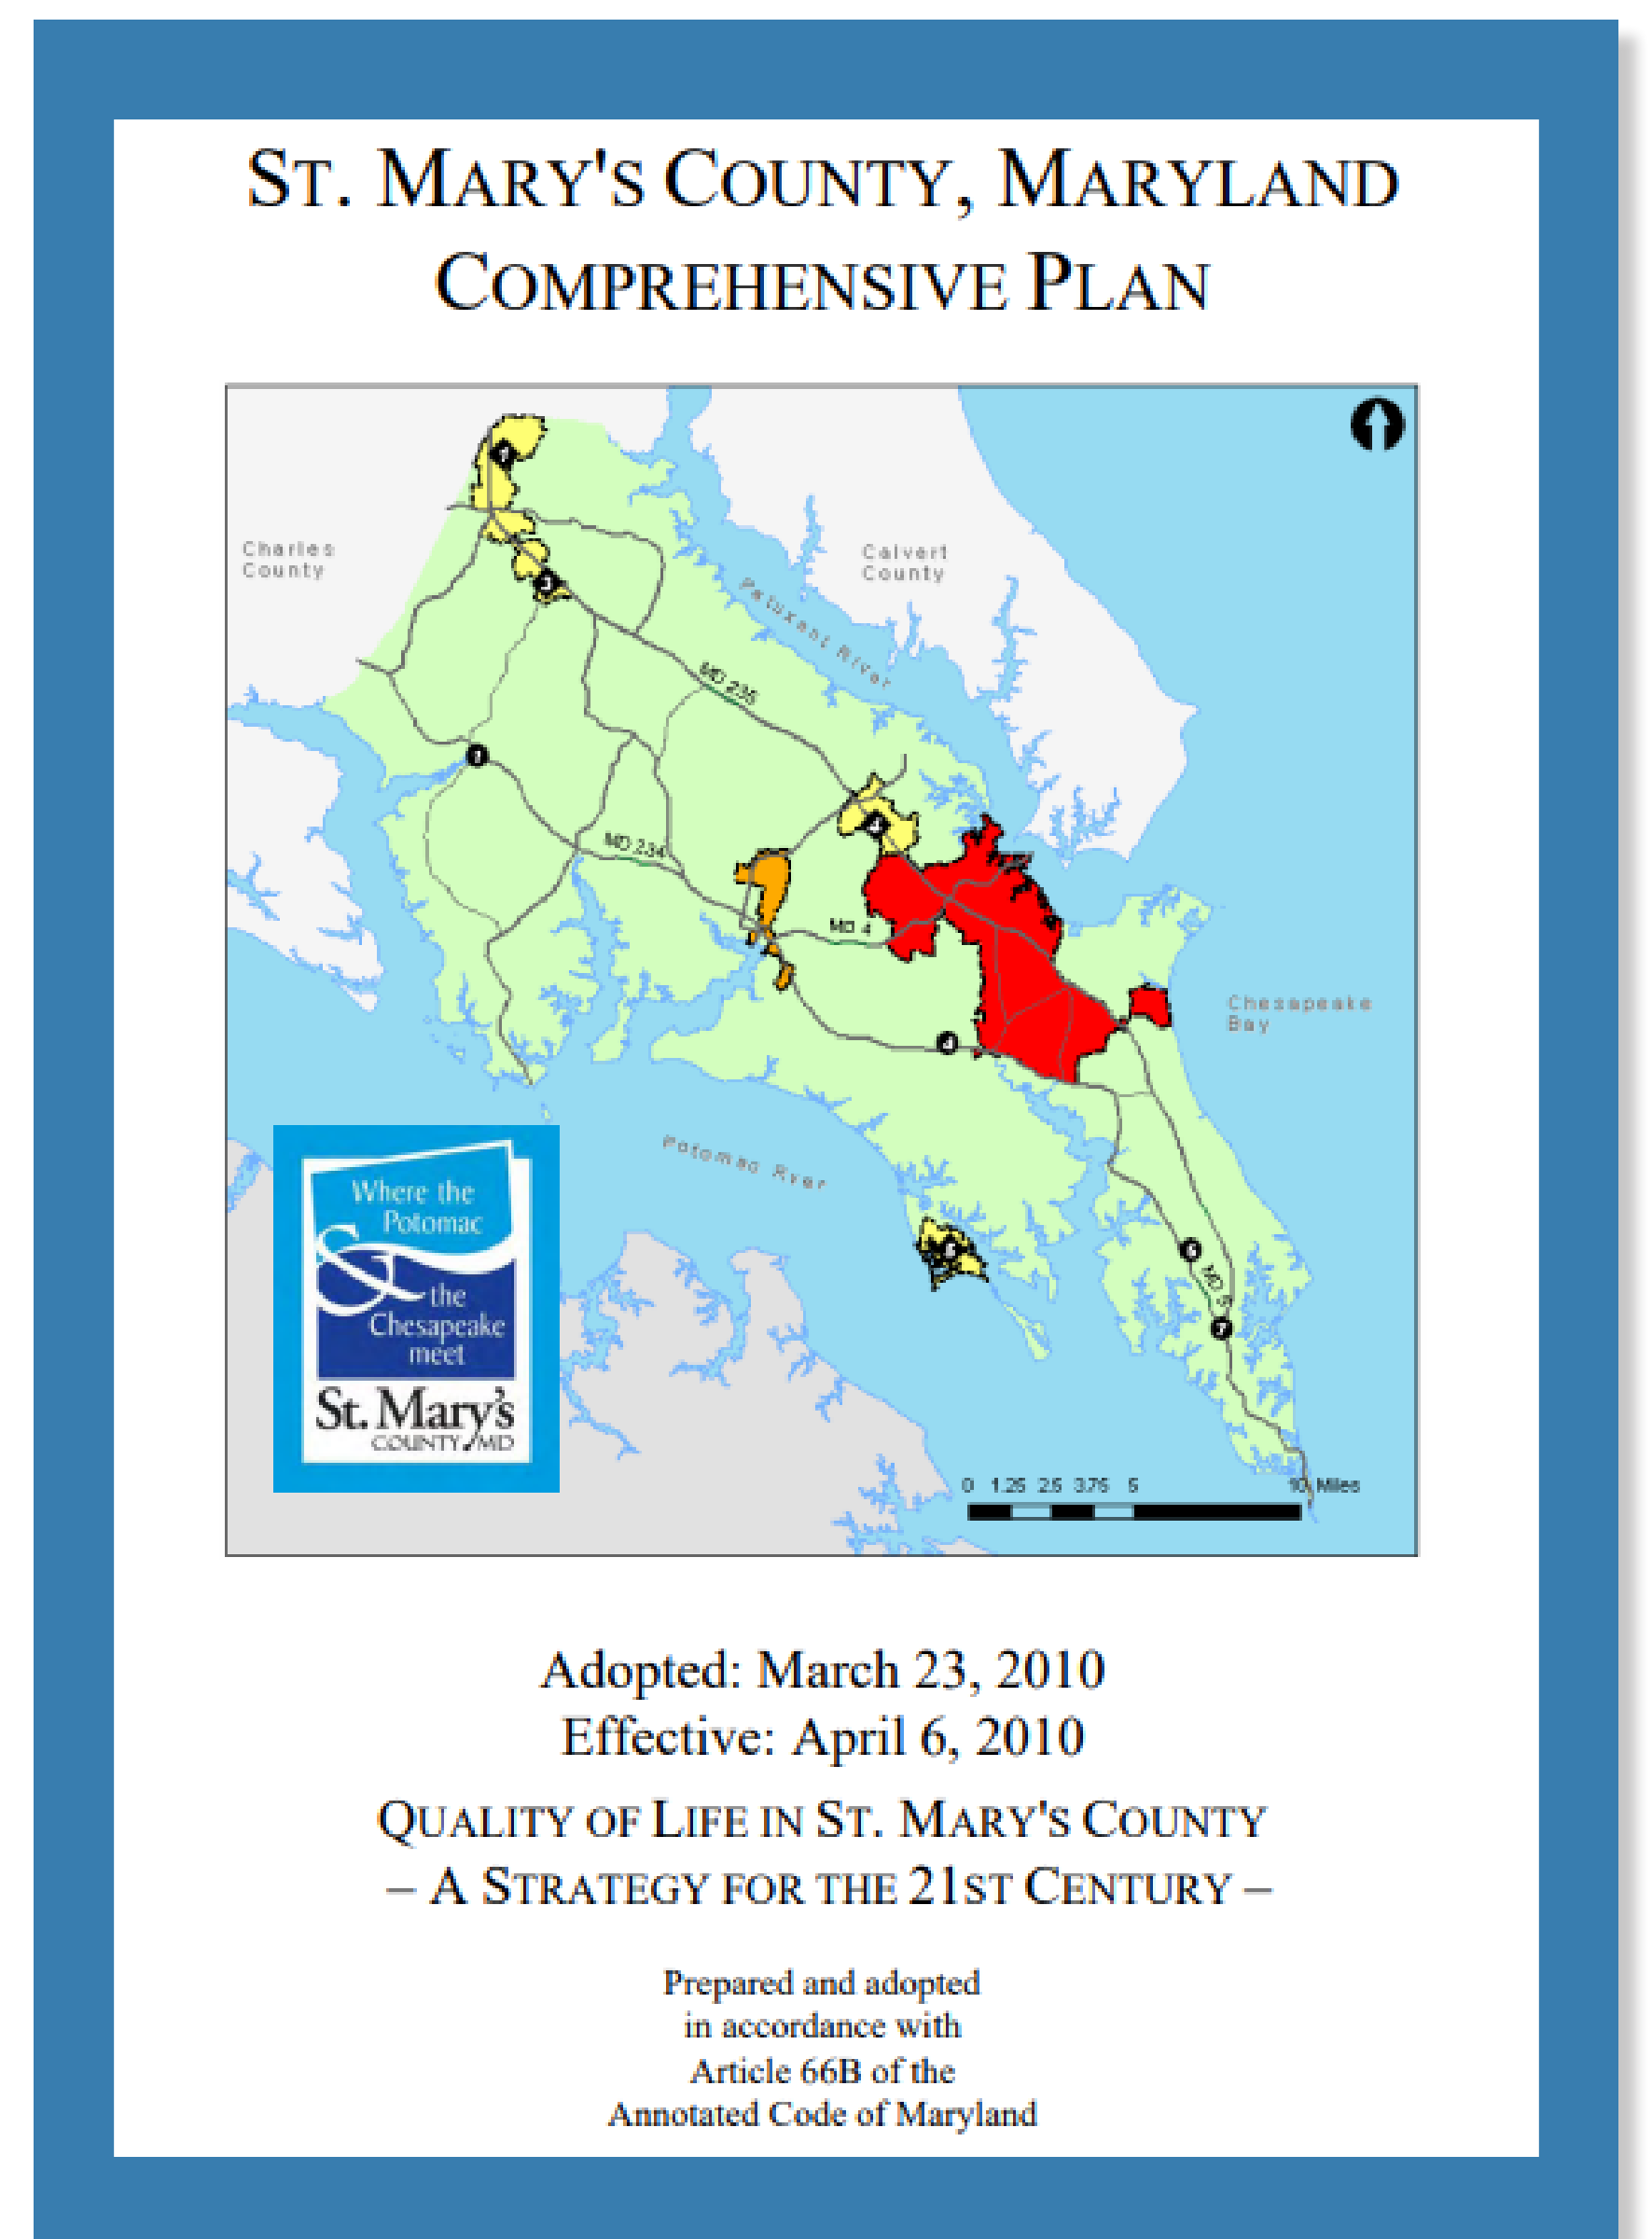 ST. MARY'S COUNTY, MARYLAND
COMPREHENSIVE PLAN
Charles
County
Calvert
County
Patuxent River
MD 235
MD 234
MD 4
Chesapeake
Bay
Potomac River
MD 5
Where the
Potomac
&
the
Chesapeake
meet
St. Mary's
COUNTY MD
0 1.25 2.5 3.75 5 10 Miles
Adopted: March 23, 2010
Effective: April 6, 2010
QUALITY OF LIFE IN ST. MARY'S COUNTY
– A STRATEGY FOR THE 21ST CENTURY –
Prepared and adopted
in accordance with
Article 66B of the
Annotated Code of Maryland